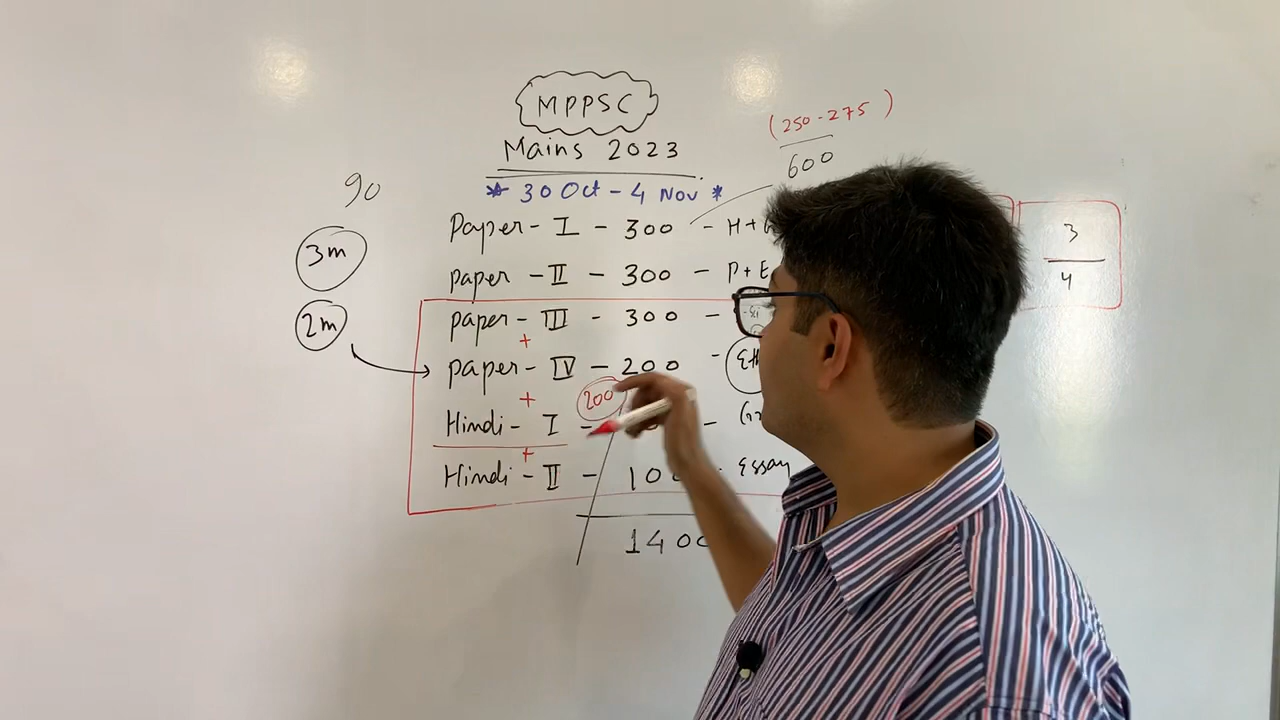 MPPSC
(250-275)
600
Mains 2023
90
* 30 Oct - 4 Nov *
Paper - I - 300 - H+
3m
3
4
Paper - II - 300 - P+E
2m
Paper - III - 300 -
+
Paper - IV - 200 - Eth
+
200
Hindi - I -
+
Hindi - II - 100 - Essay
1400